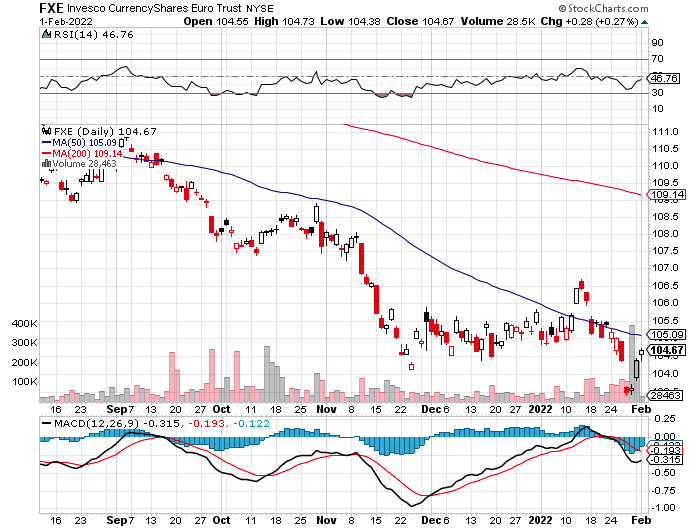 FXE Invesco CurrencyShares Euro Trust NYSE
© StockCharts.com
1-Feb-2022
Open 104.55 High 104.73 Low 104.38 Close 104.67 Volume 28.5K Chg +0.28 (+0.27%)
RSI(14) 46.76
90
70
50
46.76
30
10
FXE (Daily) 104.67
MA(50) 105.09
MA(200) 109.14
Volume 28,463
111.0
110.5
110.0
109.5
109.14
108.5
108.0
107.5
107.0
106.5
106.0
105.5
105.09
104.67
104.0
400K
300K
200K
100K
28463
16 23 Sep 7 13 20 27 Oct 11 18 25 Nov 8 15 22 Dec 6 13 20 27 2022 10 18 24 Feb
MACD(12,26,9) -0.315, -0.193, -0.122
0.25
0.00
-0.193
-0.315
-0.50
-0.75
-1.00
16 23 Sep 7 13 20 27 Oct 11 18 25 Nov 8 15 22 Dec 6 13 20 27 2022 10 18 24 Feb